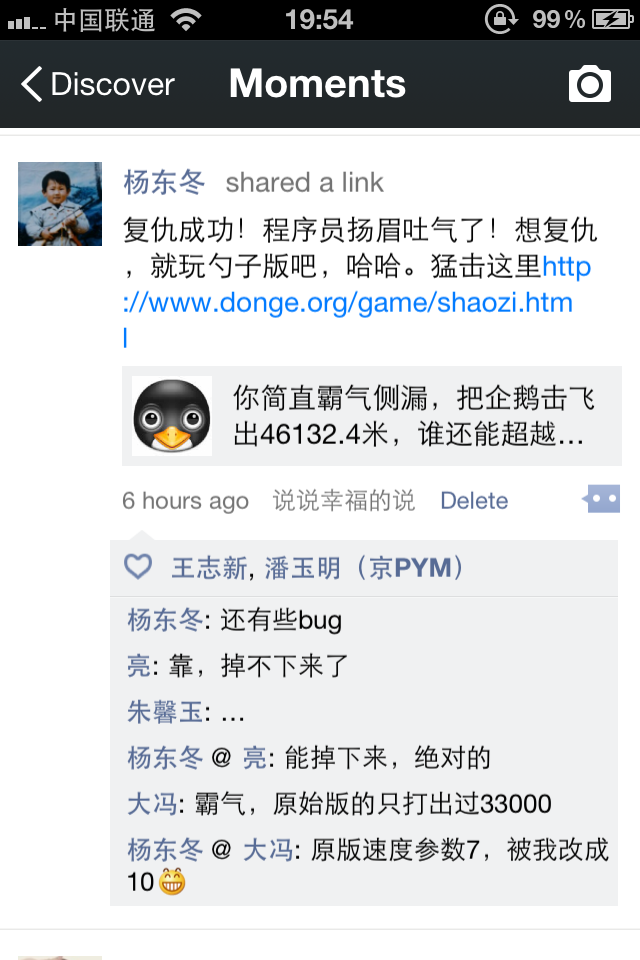 中国联通 19:54 99%
Discover Moments
杨东冬 shared a link
复仇成功！程序员扬眉吐气了！想复仇
，就玩勺子版吧，哈哈。猛击这里http
://www.donge.org/game/shaozi.htm
l
你简直霸气侧漏，把企鹅击飞
出46132.4米，谁还能超越...
6 hours ago 说说幸福的说 Delete
王志新, 潘玉明（京PYM）
杨东冬: 还有些bug
亮: 靠，掉不下来了
朱馨玉: ...
杨东冬 @ 亮: 能掉下来，绝对的
大冯: 霸气，原始版的只打出过33000
杨东冬 @ 大冯: 原版速度参数7，被我改成
10😁